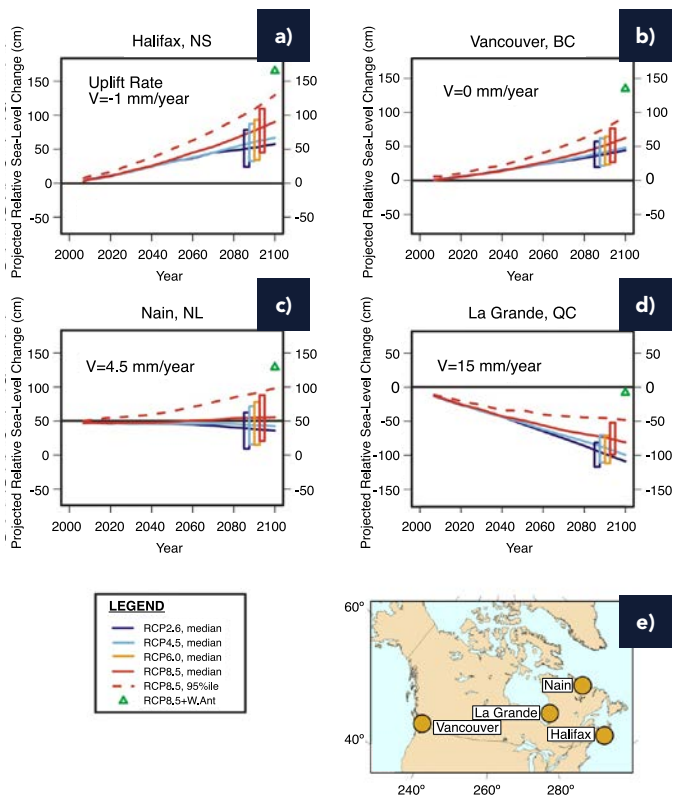 a)
Halifax, NS
Projected Relative Sea-Level Change (cm)
Uplift Rate
V=-1 mm/year
150
100
50
0
-50
150
100
50
0
-50
2000 2020 2040 2060 2080 2100
Year
b)
Vancouver, BC
Projected Relative Sea-Level Change (cm)
V=0 mm/year
150
100
50
0
-50
150
100
50
0
-50
2000 2020 2040 2060 2080 2100
Year
c)
Nain, NL
Projected Relative Sea-Level Change (cm)
V=4.5 mm/year
150
100
50
0
-50
150
100
50
0
-50
2000 2020 2040 2060 2080 2100
Year
d)
La Grande, QC
Projected Relative Sea-Level Change (cm)
V=15 mm/year
50
0
-50
-100
-150
50
0
-50
-100
-150
2000 2020 2040 2060 2080 2100
Year
LEGEND
RCP2.6, median
RCP4.5, median
RCP6.0, median
RCP8.5, median
RCP8.5, 95%ile
RCP8.5+W.Ant
e)
60°
40°
Nain
La Grande
Vancouver
Halifax
240° 260° 280°